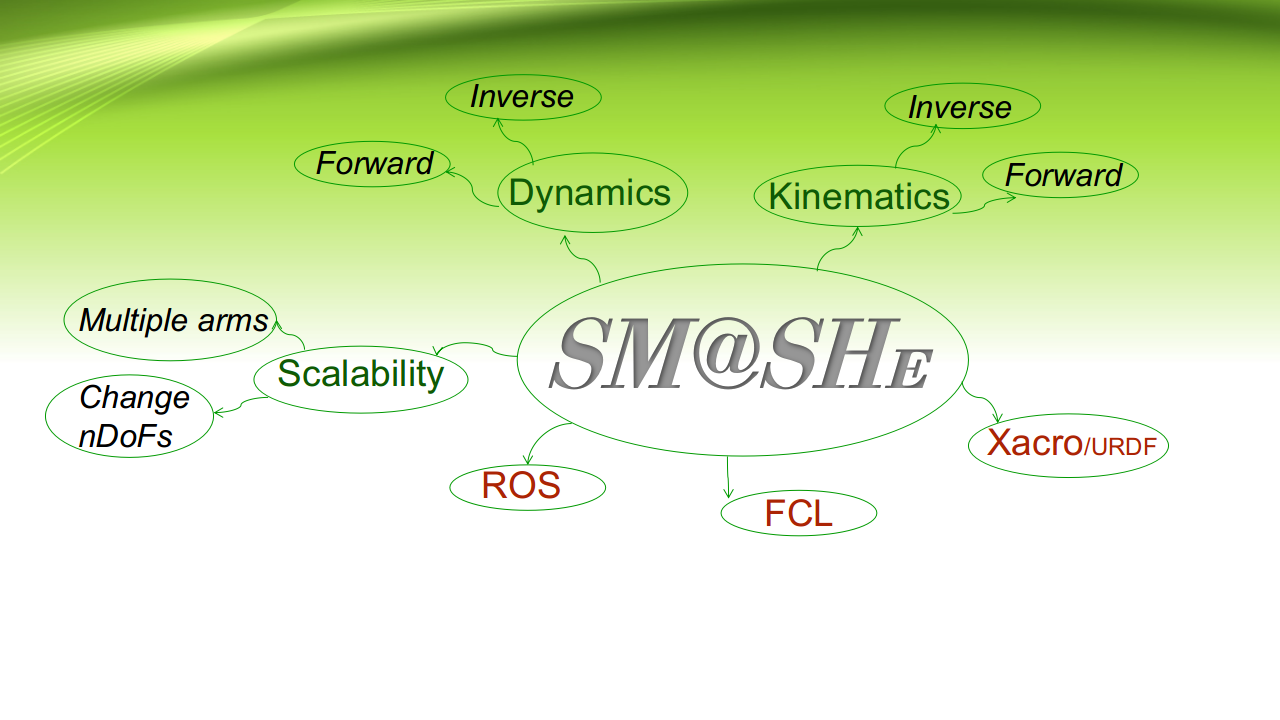 Inverse
Inverse
Forward
Forward
Dynamics
Kinematics
Multiple arms
SM@SHE
Scalability
Change
nDoFs
Xacro/URDF
ROS
FCL